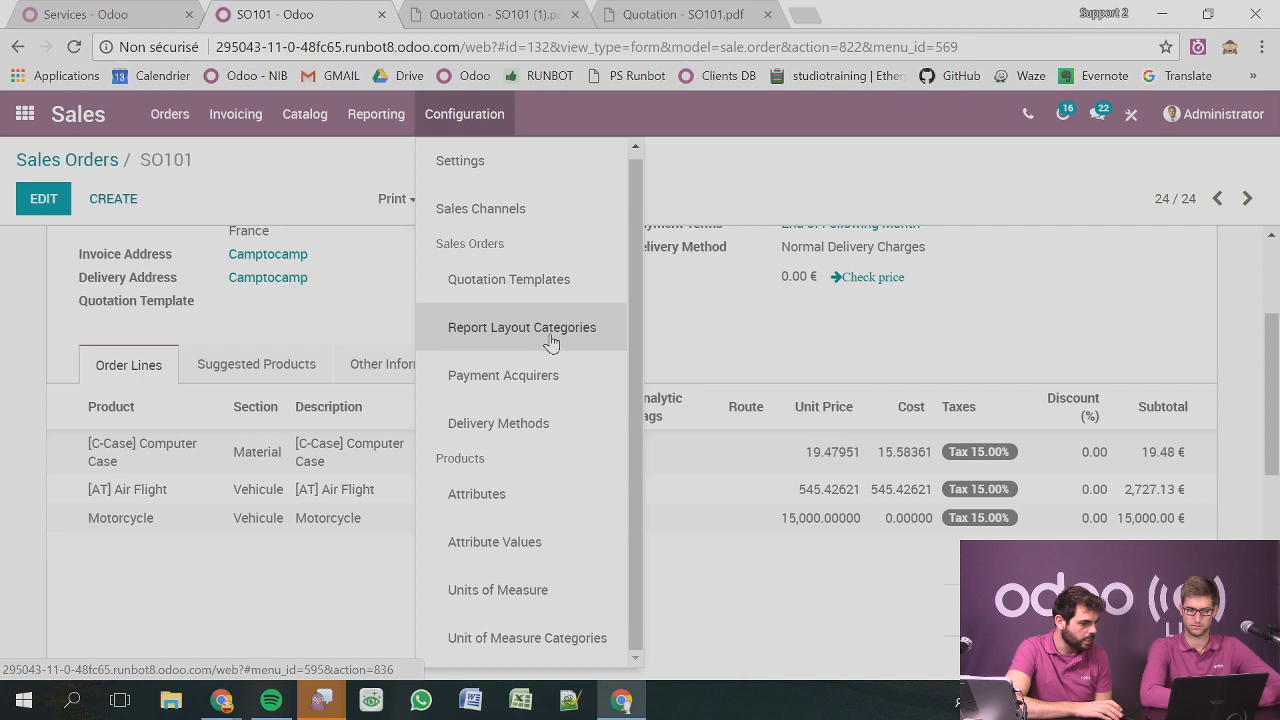 Services - Odoo
SO101 - Odoo
Quotation - SO101 (1).p
Quotation - SO101.pdf
Support 2
Non sécurisé
295043-11-0-48fc65.runbot8.odoo.com/web?#id=132&view_type=form&model=sale.order&action=822&menu_id=569
Applications
Calendrier
Odoo - NIB
GMAIL
Drive
Odoo
RUNBOT
PS Runbot
Clients DB
studiotraining | Ether
GitHub
Waze
Evernote
Translate
»
Sales
Orders
Invoicing
Catalog
Reporting
Configuration
16
22
Administrator
Sales Orders / SO101
EDIT
CREATE
Print
24 / 24
Settings
Sales Channels
Sales Orders
Quotation Templates
Report Layout Categories
Payment Acquirers
Delivery Methods
Products
Attributes
Attribute Values
Units of Measure
Unit of Measure Categories
France
Invoice Address
Camptocamp
Delivery Address
Camptocamp
Quotation Template
Payment Terms
End of Following Month
elivery Method
Normal Delivery Charges
0.00 €
Check price
Order Lines
Suggested Products
Other Infor
Product
Section
Description
nalytic
ags
Route
Unit Price
Cost
Taxes
Discount
(%)
Subtotal
[C-Case] Computer
Case
Material
[C-Case] Computer
Case
19.47951
15.58361
Tax 15.00%
0.00
19.48 €
[AT] Air Flight
Vehicule
[AT] Air Flight
545.42621
545.42621
Tax 15.00%
0.00
2,727.13 €
Motorcycle
Vehicule
Motorcycle
15,000.00000
0.00000
Tax 15.00%
0.00
15,000.00 €
295043-11-0-48fc65.runbot8.odoo.com/web?#menu_id=595&action=836
odoo